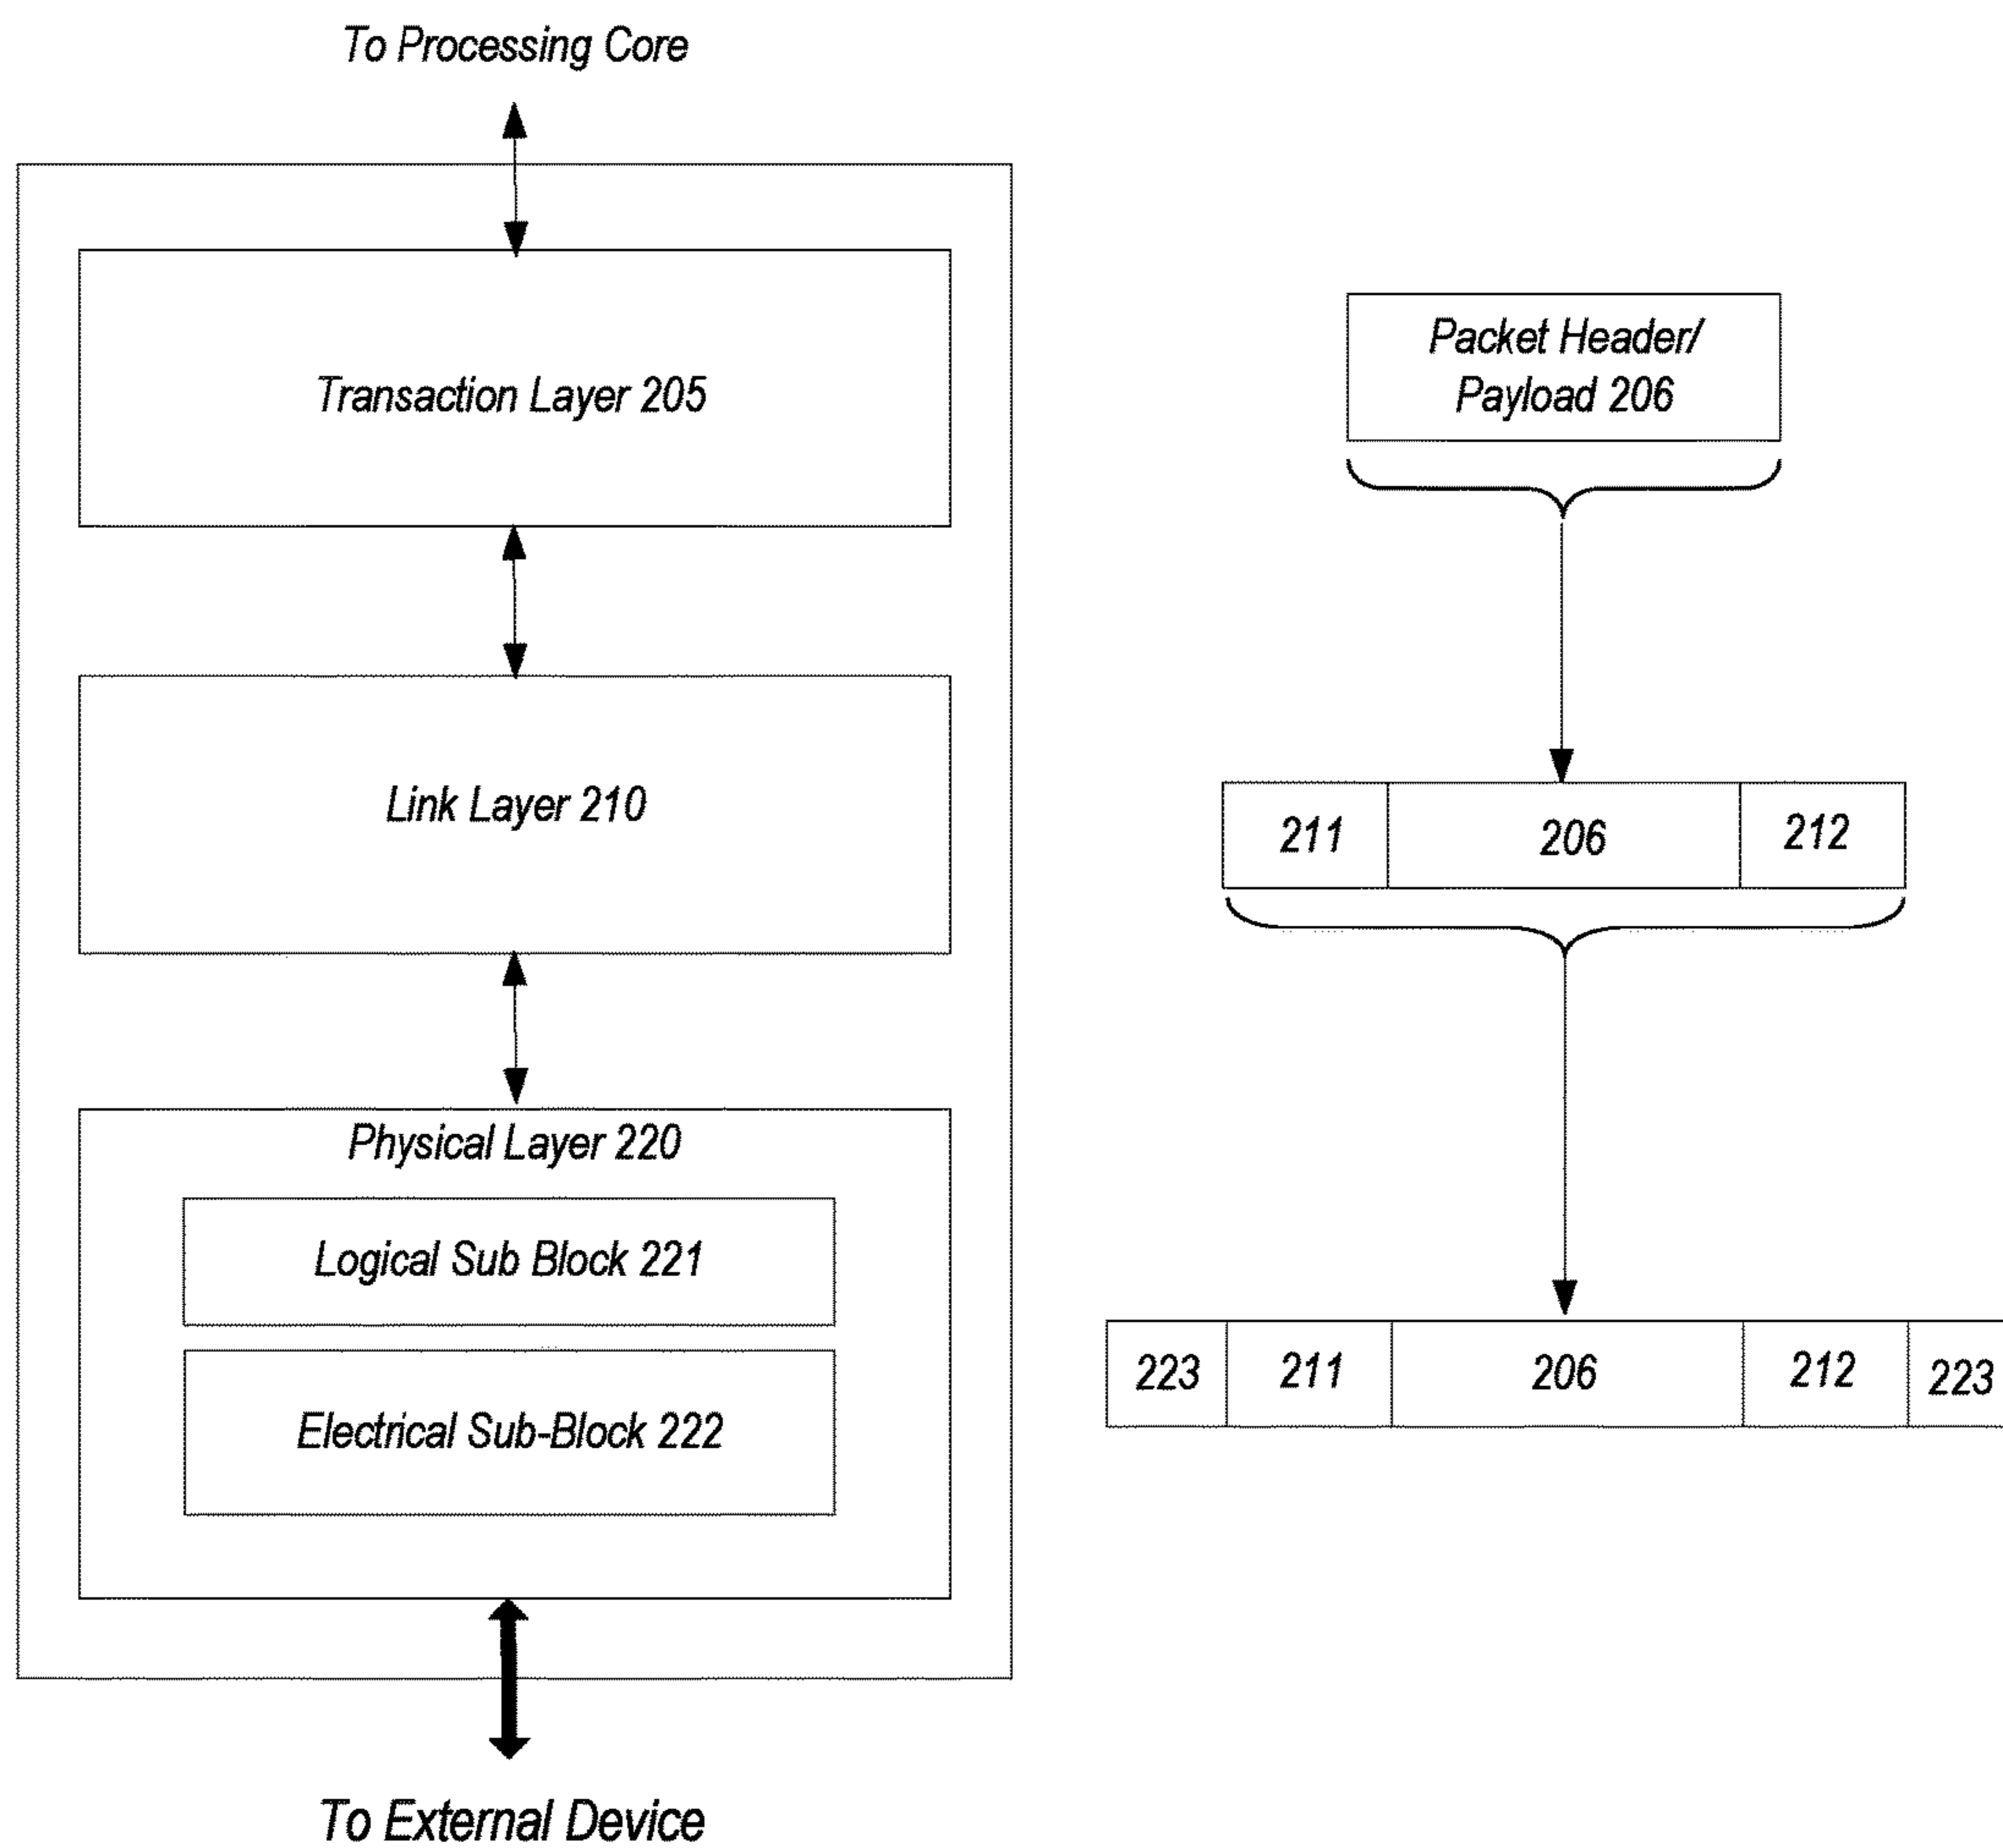 To Processing Core
Transaction Layer 205
Packet Header/
Payload 206
Link Layer 210
211 206 212
Physical Layer 220
Logical Sub Block 221
Electrical Sub-Block 222
223 211 206 212 223
To External Device